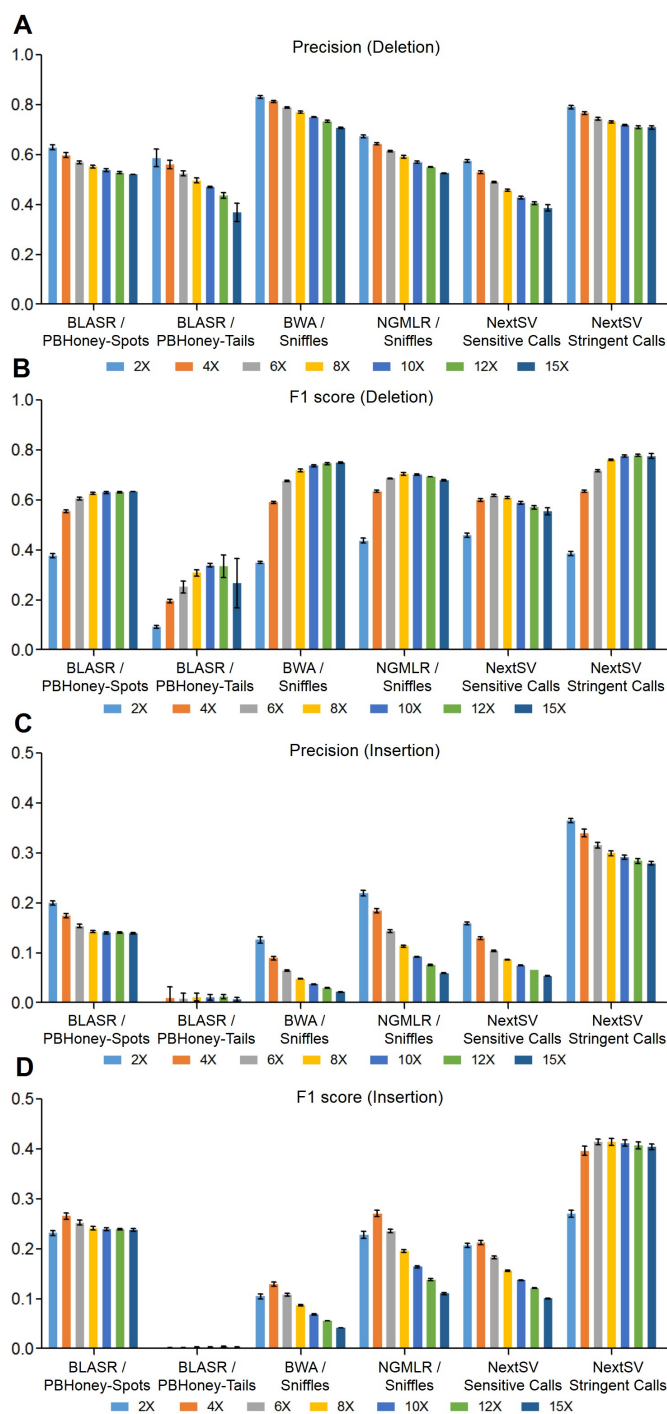 A
Precision (Deletion)
1.0
0.8
0.6
0.4
0.2
0.0
BLASR / BLASR / BWA / NGMLR / NextSV NextSV
PBHoney-Spots PBHoney-Tails Sniffles Sniffles Sensitive Calls Stringent Calls
2X 4X 6X 8X 10X 12X 15X
B
F1 score (Deletion)
1.0
0.8
0.6
0.4
0.2
0.0
BLASR / BLASR / BWA / NGMLR / NextSV NextSV
PBHoney-Spots PBHoney-Tails Sniffles Sniffles Sensitive Calls Stringent Calls
2X 4X 6X 8X 10X 12X 15X
C
Precision (Insertion)
0.5
0.4
0.3
0.2
0.1
0.0
BLASR / BLASR / BWA / NGMLR / NextSV NextSV
PBHoney-Spots PBHoney-Tails Sniffles Sniffles Sensitive Calls Stringent Calls
2X 4X 6X 8X 10X 12X 15X
D
F1 score (Insertion)
0.5
0.4
0.3
0.2
0.1
0.0
BLASR / BLASR / BWA / NGMLR / NextSV NextSV
PBHoney-Spots PBHoney-Tails Sniffles Sniffles Sensitive Calls Stringent Calls
2X 4X 6X 8X 10X 12X 15X